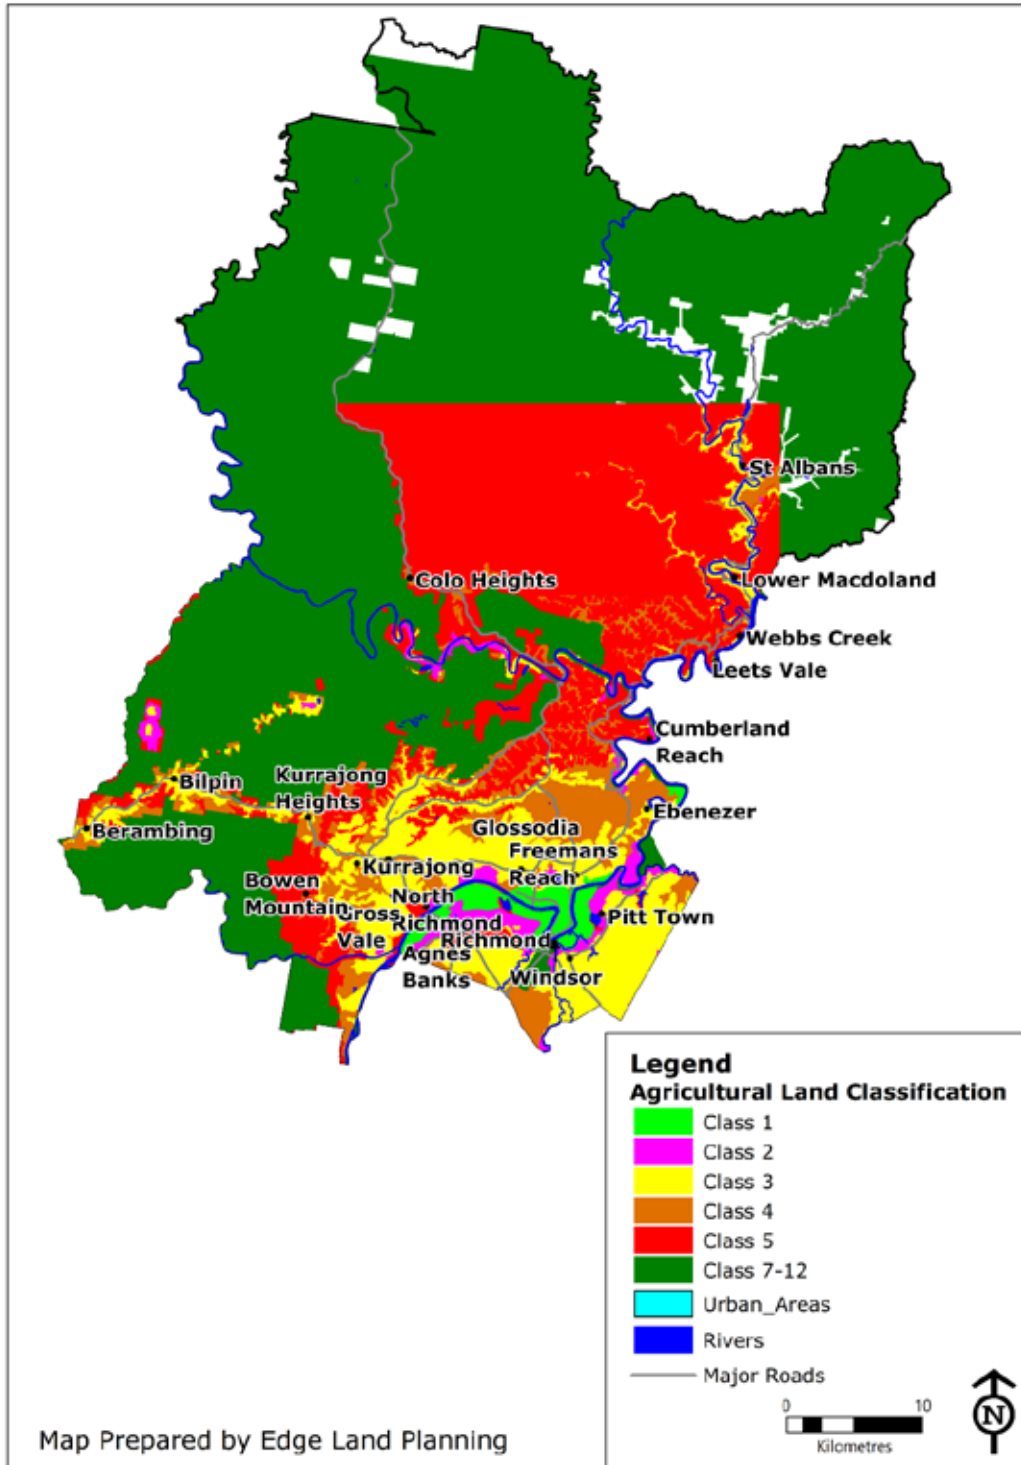 St Albans
Colo Heights
Lower Macdoland
Webbs Creek
Leets Vale
Cumberland
Reach
Bilpin
Kurrajong
Heights
Berambing
Ebenezer
Glossodia
Freemans
Reach
Kurrajong
Bowen
Mountain
North
Richmond
Gross
Vale
Pitt Town
Richmond
Agnes
Banks
Windsor
Legend
Agricultural Land Classification
Class 1
Class 2
Class 3
Class 4
Class 5
Class 7-12
Urban_Areas
Rivers
Major Roads
0 10
Kilometres
N
Map Prepared by Edge Land Planning